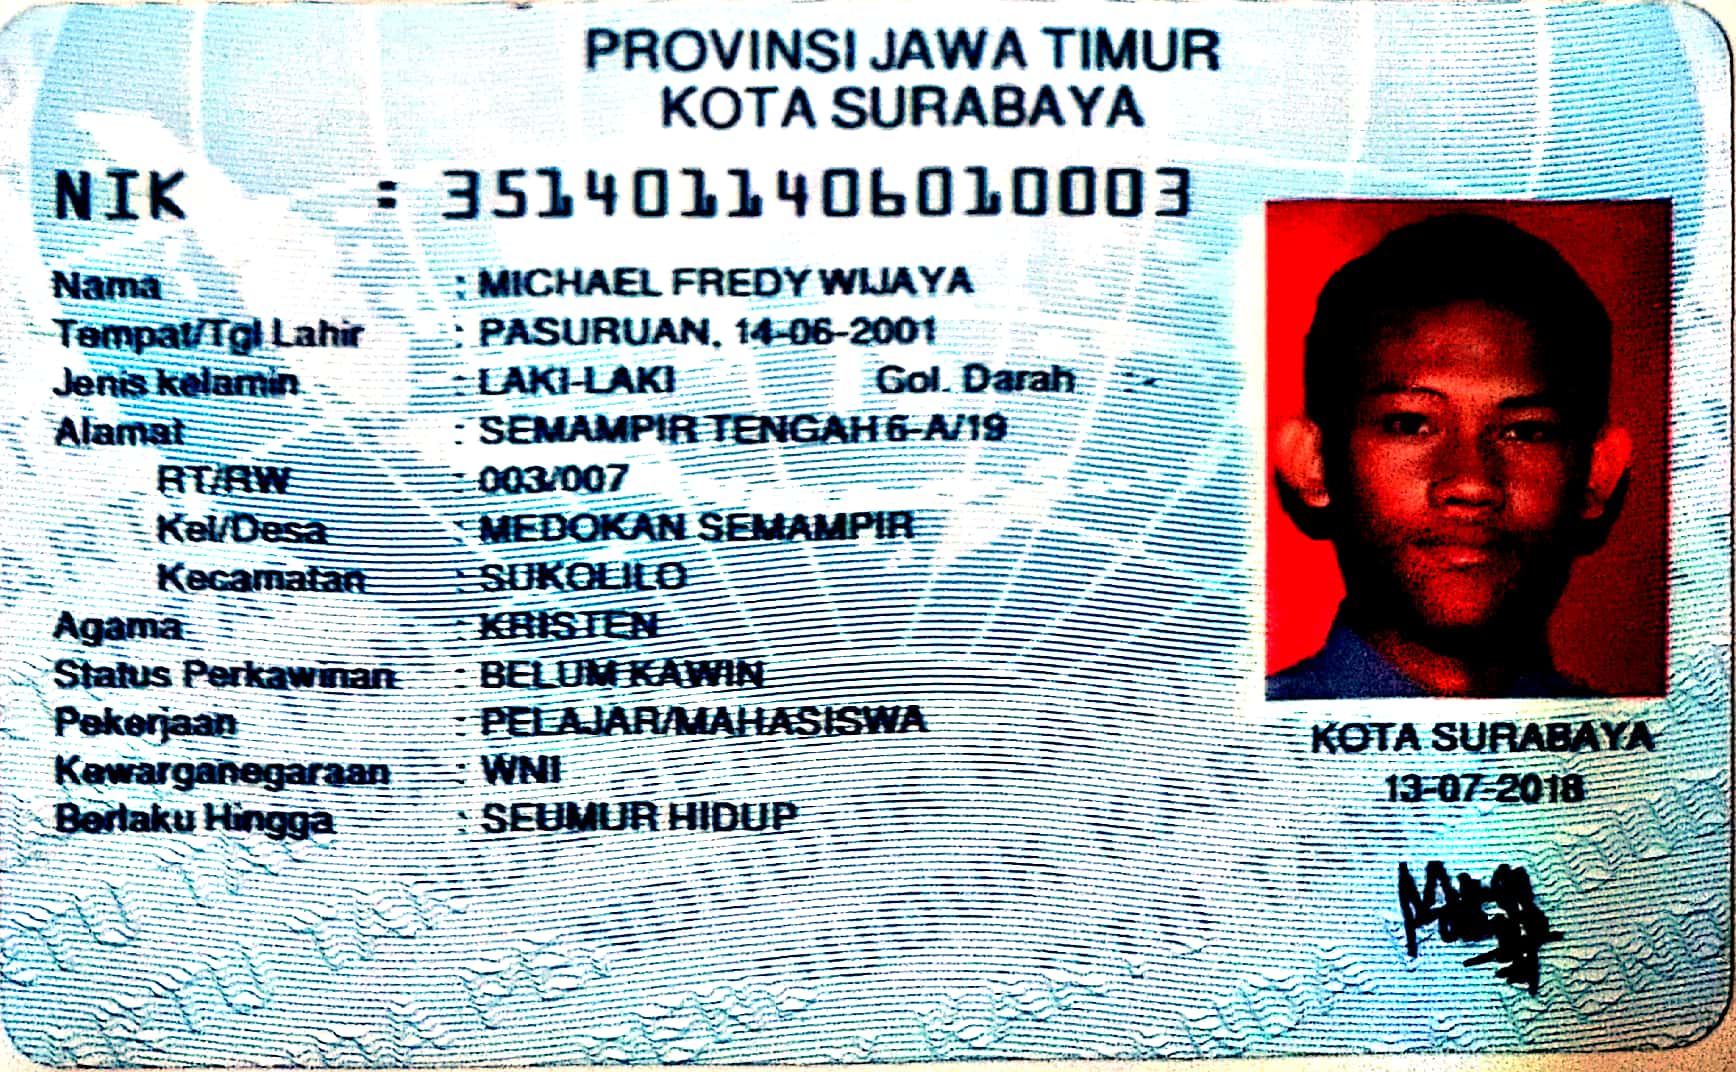 PROVINSI JAWA TIMUR
KOTA SURABAYA
NIK : 3514011406010003
Nama : MICHAEL FREDY WIJAYA
Tempat/Tgl Lahir : PASURUAN, 14-06-2001
Jenis kelamin : LAKI-LAKI Gol. Darah : -
Alamat : SEMAMPIR TENGAH 6-A/19
RT/RW : 003/007
Kel/Desa : MEDOKAN SEMAMPIR
Kecamatan : SUKOLILO
Agama : KRISTEN
Status Perkawinan : BELUM KAWIN
Pekerjaan : PELAJAR/MAHASISWA
Kewarganegaraan : WNI
Berlaku Hingga : SEUMUR HIDUP
KOTA SURABAYA
13-07-2018